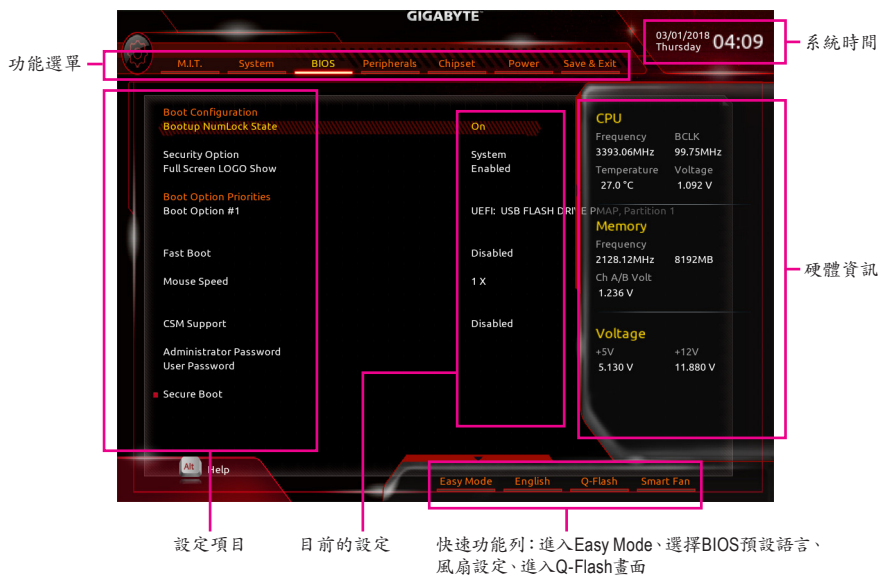 GIGABYTE
03/01/2018 Thursday 04:09
系統時間
功能選單
M.I.T. System BIOS Peripherals Chipset Power Save & Exit
Boot Configuration
Bootup NumLock State On
Security Option System
Full Screen LOGO Show Enabled
Boot Option Priorities
Boot Option #1 UEFI: USB FLASH DRIVE PMAP, Partition 1
Fast Boot Disabled
Mouse Speed 1 X
CSM Support Disabled
Administrator Password
User Password
Secure Boot
CPU
Frequency BCLK
3393.06MHz 99.75MHz
Temperature Voltage
27.0 °C 1.092 V
Memory
Frequency
2128.12MHz 8192MB
Ch A/B Volt
1.236 V
Voltage
+5V +12V
5.130 V 11.880 V
硬體資訊
Alt Help
Easy Mode English Q-Flash Smart Fan
設定項目
目前的設定
快速功能列：進入Easy Mode、選擇BIOS預設語言、
風扇設定、進入Q-Flash畫面